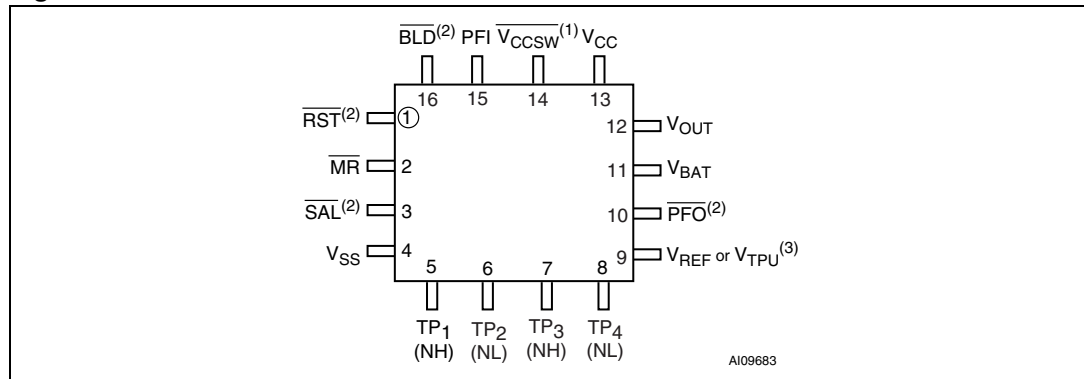 BLD(2) PFI VCCSW(1) VCC
16 15 14 13
RST(2) 1 12 VOUT
MR 2 11 VBAT
SAL(2) 3 10 PFO(2)
VSS 4 9 VREF or VTPU(3)
5 6 7 8
TP1 TP2 TP3 TP4
(NH) (NL) (NH) (NL)
AI09683